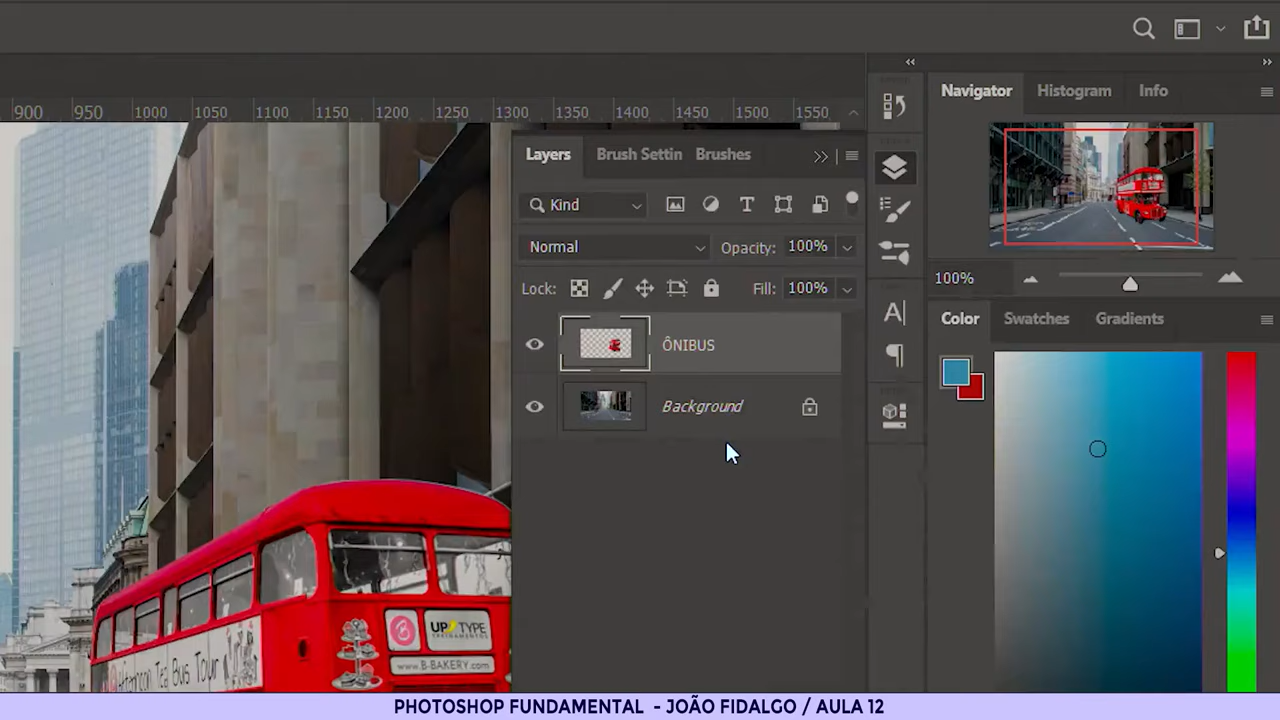 900 950 1000 1050 1100 1150 1200 1250 1300 1350 1400 1450 1500 1550
Navigator Histogram Info
Layers Brush Settin Brushes
Kind
Normal Opacity: 100%
100%
Lock: Fill: 100%
Color Swatches Gradients
ÔNIBUS
Background
UP TYPE
TREINAMENTOS
www.B-BAKERY.com
Afternoon Tea Bus Tour
PHOTOSHOP FUNDAMENTAL - JOÃO FIDALGO / AULA 12